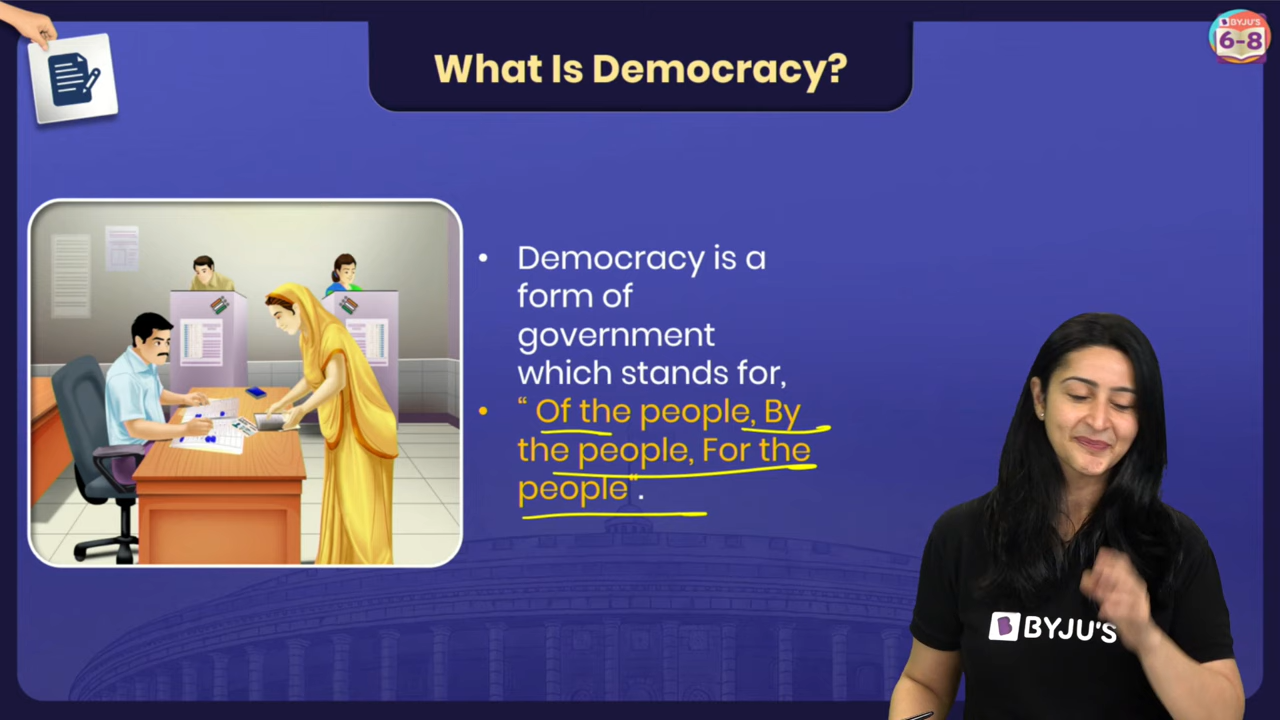 What Is Democracy?
BYJU'S
6-8
• Democracy is a
form of
government
which stands for,
• “ Of the people, By
the people, For the
people“.
BYJU'S